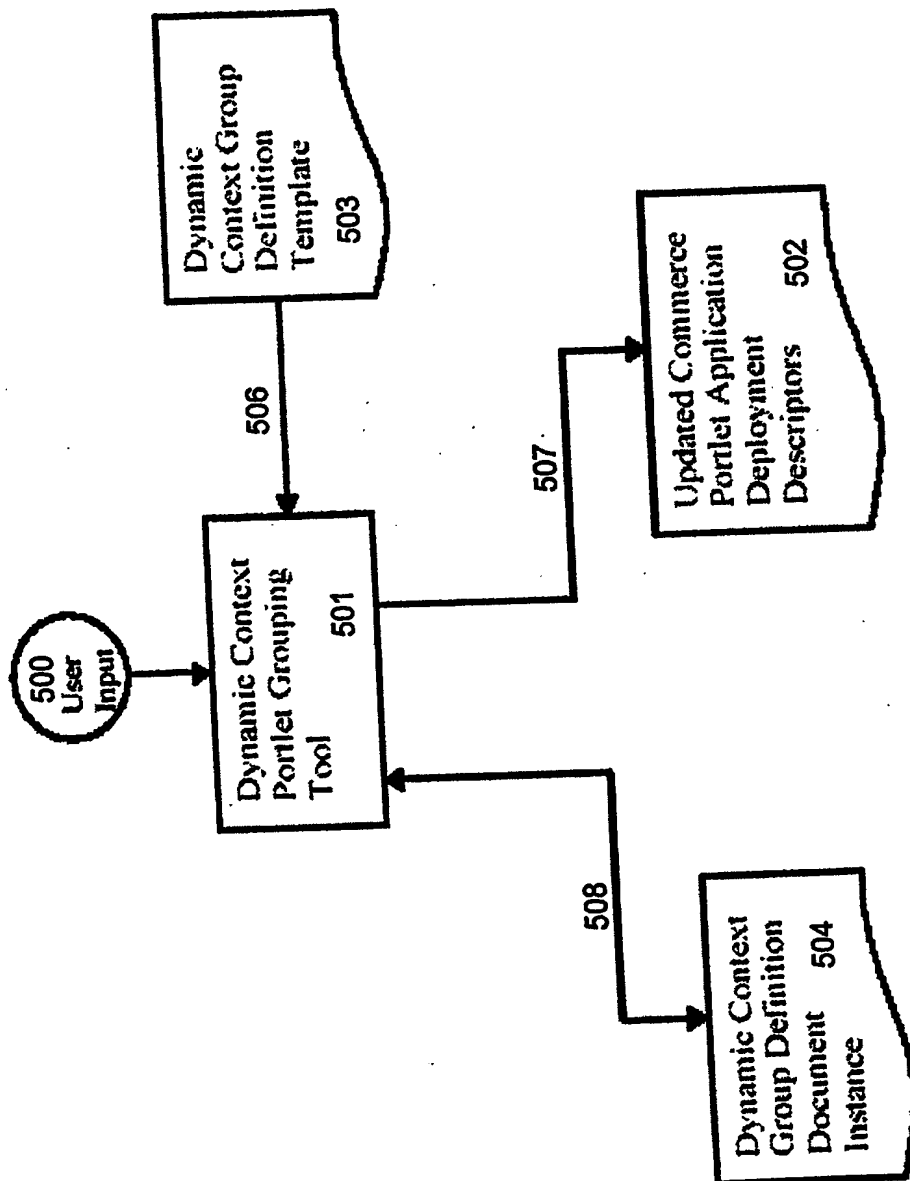 500
User
Input
Dynamic Context
Portlet Grouping
Tool
501
506
Dynamic
Context Group
Definition
Template
503
508
507
Dynamic Context
Group Definition
Document 504
Instance
Updated Commerce
Portlet Application
Deployment
Descriptors 502